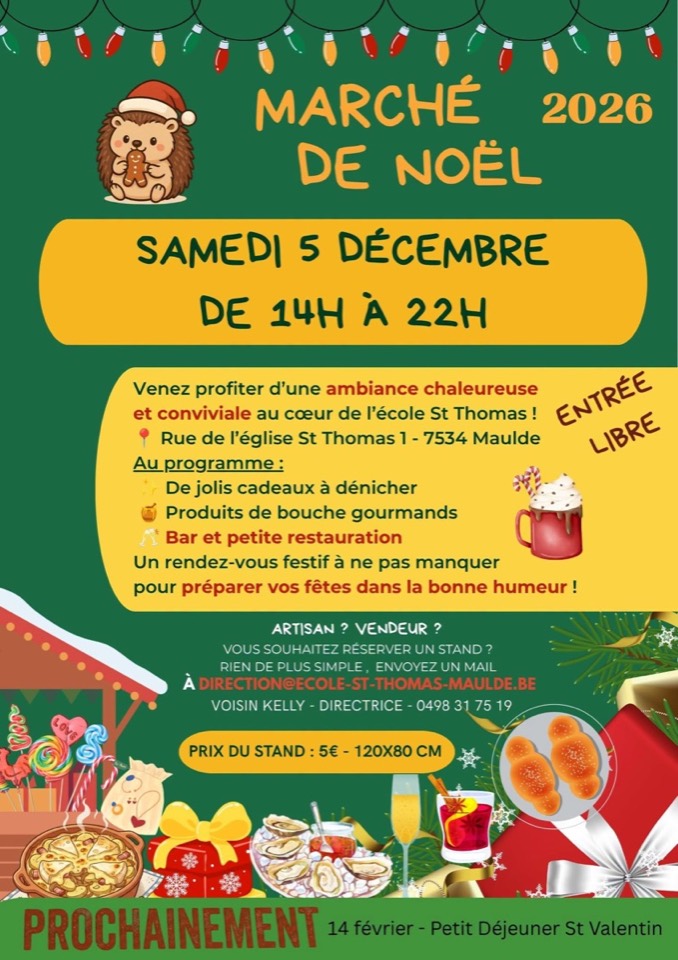 MARCHÉ 2026
DE NOËL
SAMEDI 5 DÉCEMBRE
DE 14H À 22H
Venez profiter d'une ambiance chaleureuse
et conviviale au cœur de l'école St Thomas !
ENTRÉE
LIBRE
📍 Rue de l'église St Thomas 1 - 7534 Maulde
Au programme :
✨ De jolis cadeaux à dénicher
🍯 Produits de bouche gourmands
🥂 Bar et petite restauration
Un rendez-vous festif à ne pas manquer
pour préparer vos fêtes dans la bonne humeur !
ARTISAN ? VENDEUR ?
VOUS SOUHAITEZ RÉSERVER UN STAND ?
RIEN DE PLUS SIMPLE , ENVOYEZ UN MAIL
À DIRECTION@ECOLE-ST-THOMAS-MAULDE.BE
VOISIN KELLY - DIRECTRICE - 0498 31 75 19
PRIX DU STAND : 5€ - 120X80 CM
LOVE
PROCHAINEMENT 14 février - Petit Déjeuner St Valentin